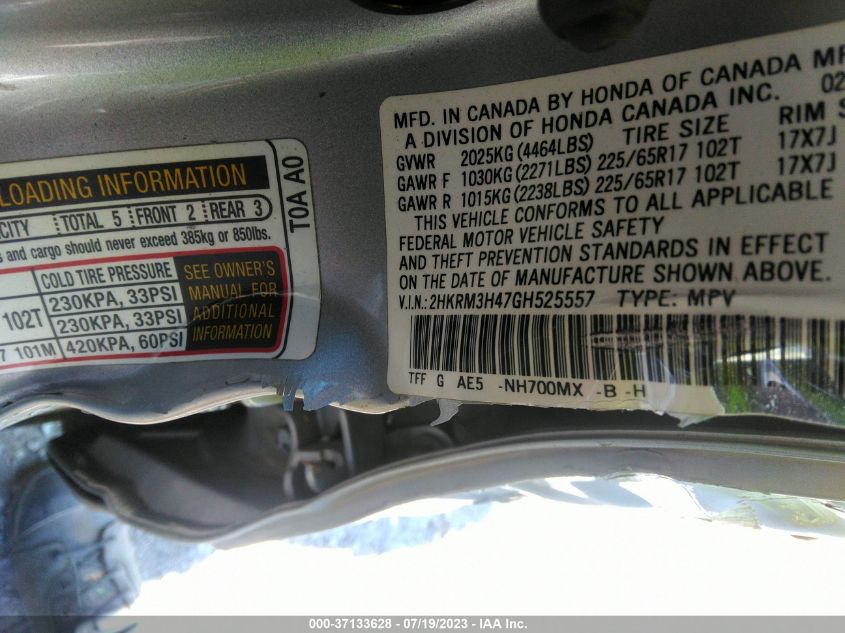 LOADING INFORMATION
CITY TOTAL 5 FRONT 2 REAR 3
s and cargo should never exceed 385kg or 850lbs.
COLD TIRE PRESSURE
102T 230KPA, 33PSI
230KPA, 33PSI
7 101M 420KPA, 60PSI
SEE OWNER'S
MANUAL FOR
ADDITIONAL
INFORMATION
T0A A0
MFD. IN CANADA BY HONDA OF CANADA MF
A DIVISION OF HONDA CANADA INC. 02
TIRE SIZE RIM S
GVWR 2025KG (4464LBS)
GAWR F 1030KG (2271LBS) 225/65R17 102T 17X7J
GAWR R 1015KG (2238LBS) 225/65R17 102T 17X7J
THIS VEHICLE CONFORMS TO ALL APPLICABLE
FEDERAL MOTOR VEHICLE SAFETY
AND THEFT PREVENTION STANDARDS IN EFFECT
ON THE DATE OF MANUFACTURE SHOWN ABOVE.
V.I.N.: 2HKRM3H47GH525557 TYPE: MPV
TFF G AE5 -NH700MX -B -H
000-37133628 - 07/19/2023 - IAA Inc.